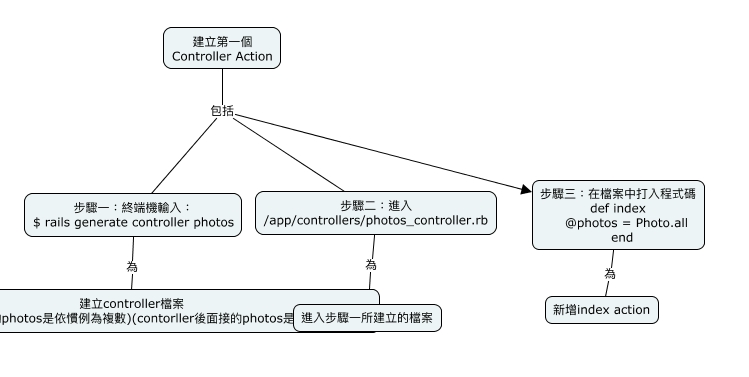 建立第一個
Controller Action
包括
步驟一：終端機輸入：
$ rails generate controller photos
步驟二：進入
/app/controllers/photos_controller.rb
步驟三：在檔案中打入程式碼
def index
@photos = Photo.all
end
為
為
為
建立controller檔案
photos是依慣例為複數)(contorller後面接的photos是
進入步驟一所建立的檔案
新增index action